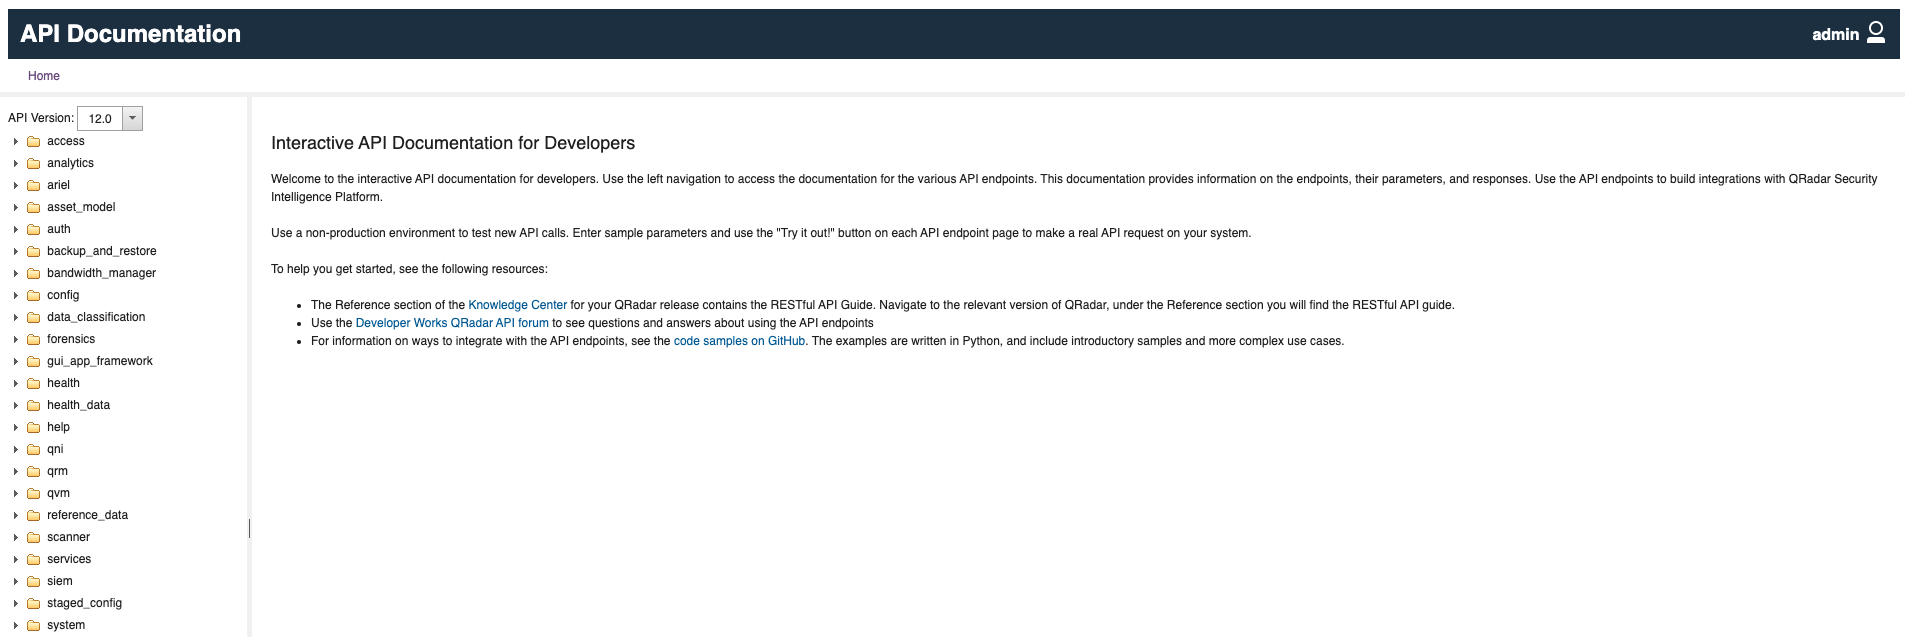 API Documentation
admin
Home
API Version: 12.0
access
analytics
ariel
asset_model
auth
backup_and_restore
bandwidth_manager
config
data_classification
forensics
gui_app_framework
health
health_data
help
qni
qrm
qvm
reference_data
scanner
services
siem
staged_config
system
Interactive API Documentation for Developers
Welcome to the interactive API documentation for developers. Use the left navigation to access the documentation for the various API endpoints. This documentation provides information on the endpoints, their parameters, and responses. Use the API endpoints to build integrations with QRadar Security
Intelligence Platform.
Use a non-production environment to test new API calls. Enter sample parameters and use the "Try it out!" button on each API endpoint page to make a real API request on your system.
To help you get started, see the following resources:
• The Reference section of the Knowledge Center for your QRadar release contains the RESTful API Guide. Navigate to the relevant version of QRadar, under the Reference section you will find the RESTful API guide.
• Use the Developer Works QRadar API forum to see questions and answers about using the API endpoints
• For information on ways to integrate with the API endpoints, see the code samples on GitHub. The examples are written in Python, and include introductory samples and more complex use cases.